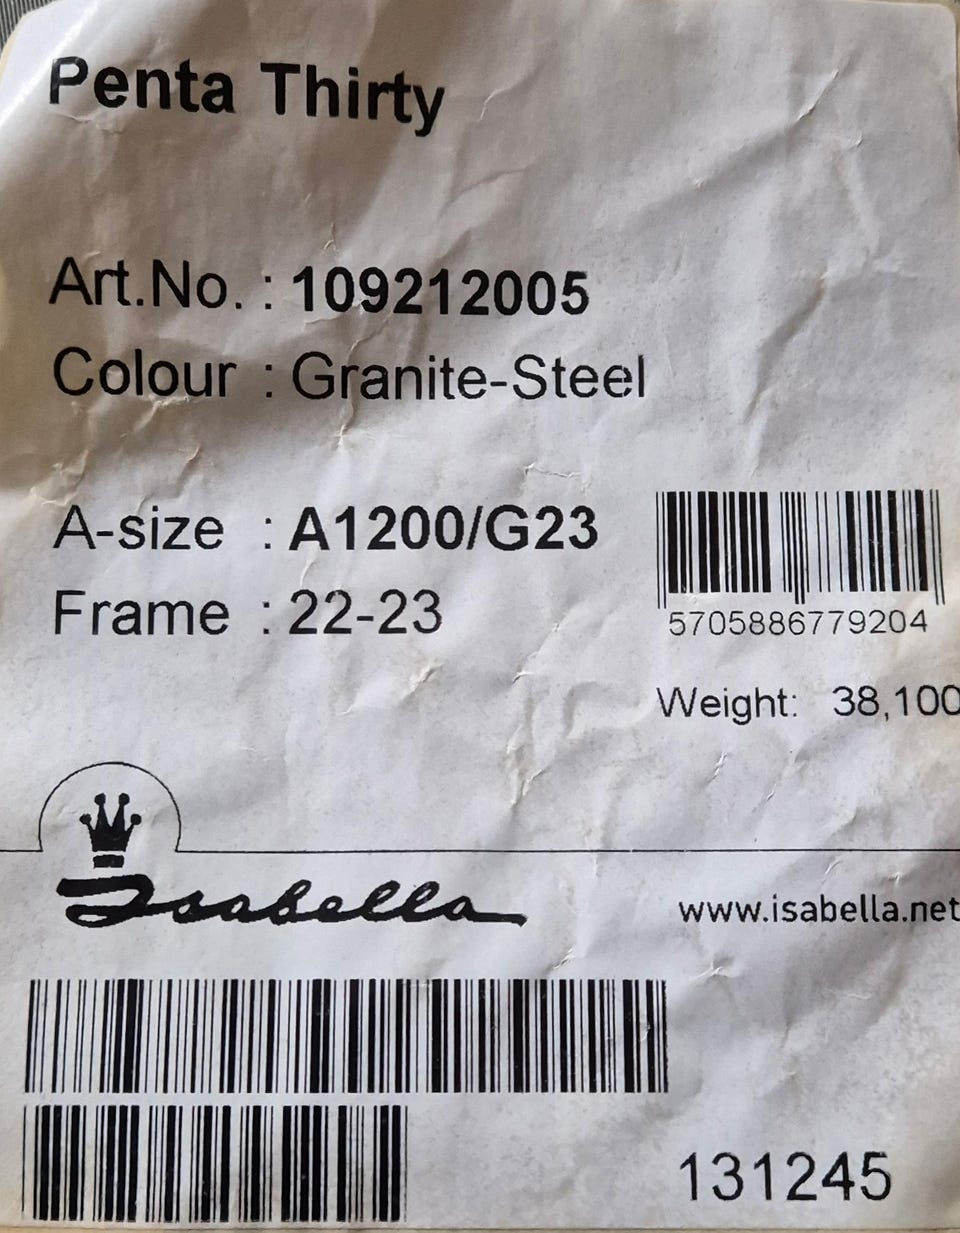 Penta Thirty
Art.No. : 109212005
Colour : Granite-Steel
A-size : A1200/G23
Frame : 22-23
5705886779204
Weight: 38,100
Isabella
www.isabella.net
131245